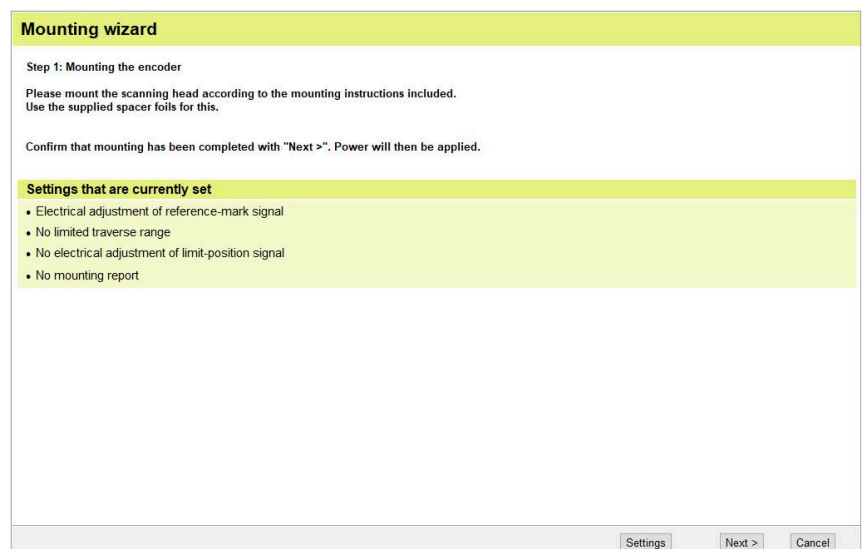 Mounting wizard
Step 1: Mounting the encoder
Please mount the scanning head according to the mounting instructions included.
Use the supplied spacer foils for this.
Confirm that mounting has been completed with "Next >". Power will then be applied.
Settings that are currently set
• Electrical adjustment of reference-mark signal
• No limited traverse range
• No electrical adjustment of limit-position signal
• No mounting report
Settings Next > Cancel